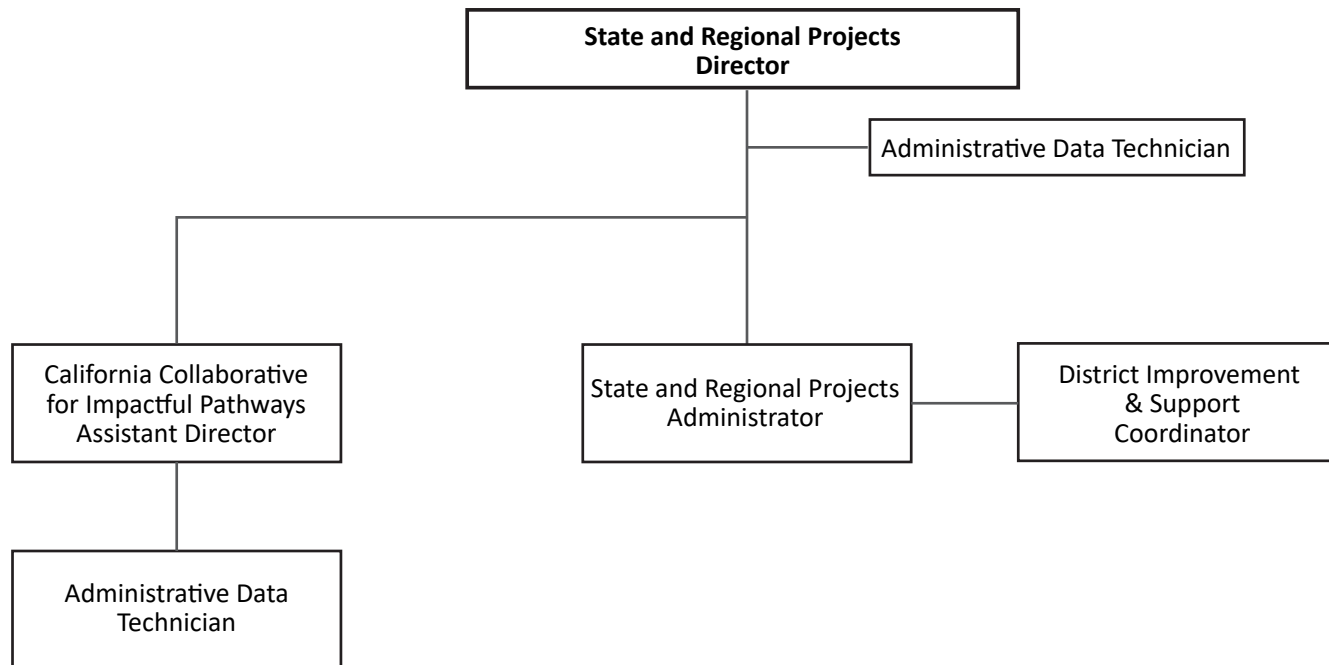 State and Regional Projects
Director
Administrative Data Technician
California Collaborative
for Impactful Pathways
Assistant Director
State and Regional Projects
Administrator
District Improvement
& Support
Coordinator
Administrative Data
Technician